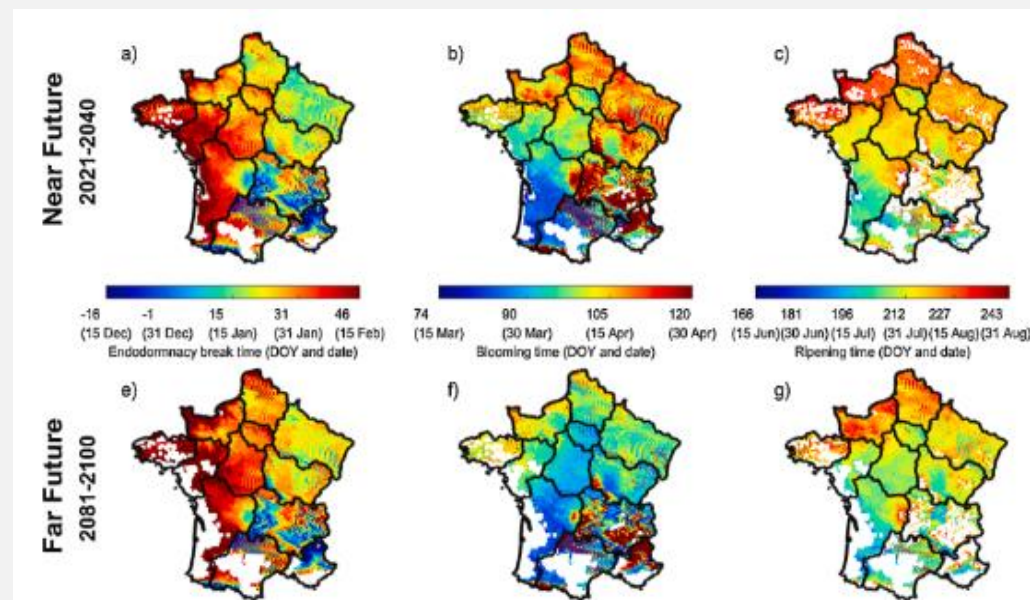 Near Future
2021-2040
a)
b)
c)
-16 -1 15 31 46
(15 Dec) (31 Dec) (15 Jan) (31 Jan) (15 Feb)
Endodormnacy break time (DOY and date)
74 90 105 120
(15 Mar) (30 Mar) (15 Apr) (30 Apr)
Blooming time (DOY and date)
166 181 196 212 227 243
(15 Jun)(30 Jun)(15 Jul) (31 Jul)(15 Aug)(31 Aug)
Ripening time (DOY and date)
Far Future
2081-2100
e)
f)
g)